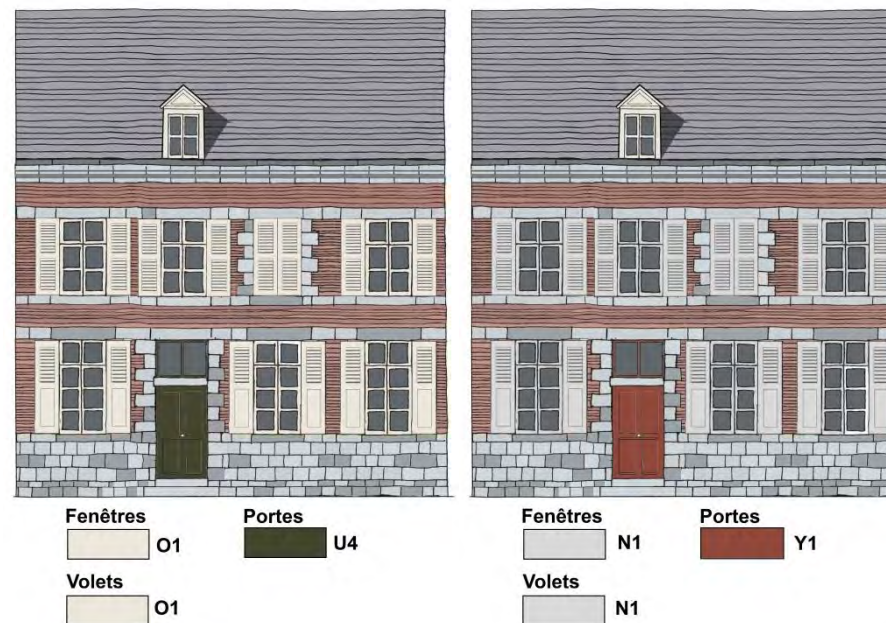 Fenêtres Portes
O1 U4
Volets
O1
Fenêtres Portes
N1 Y1
Volets
N1